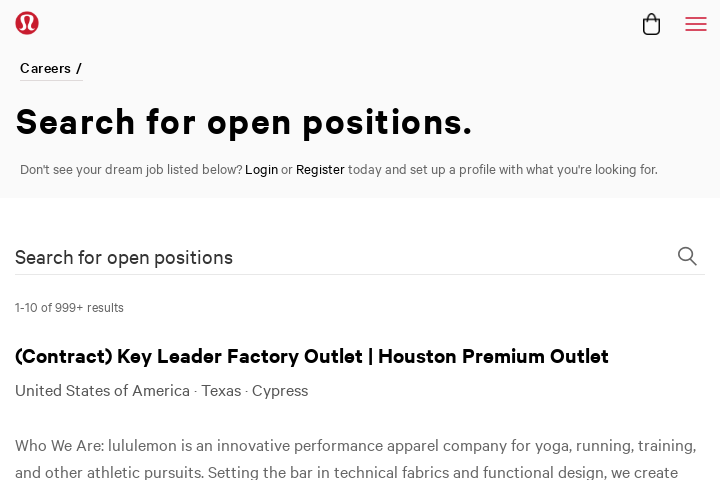 Careers /
Search for open positions.
Don't see your dream job listed below? Login or Register today and set up a profile with what you're looking for.
Search for open positions
1-10 of 999+ results
(Contract) Key Leader Factory Outlet | Houston Premium Outlet
United States of America · Texas · Cypress
Who We Are: lululemon is an innovative performance apparel company for yoga, running, training,
and other athletic pursuits. Setting the bar in technical fabrics and functional design, we create